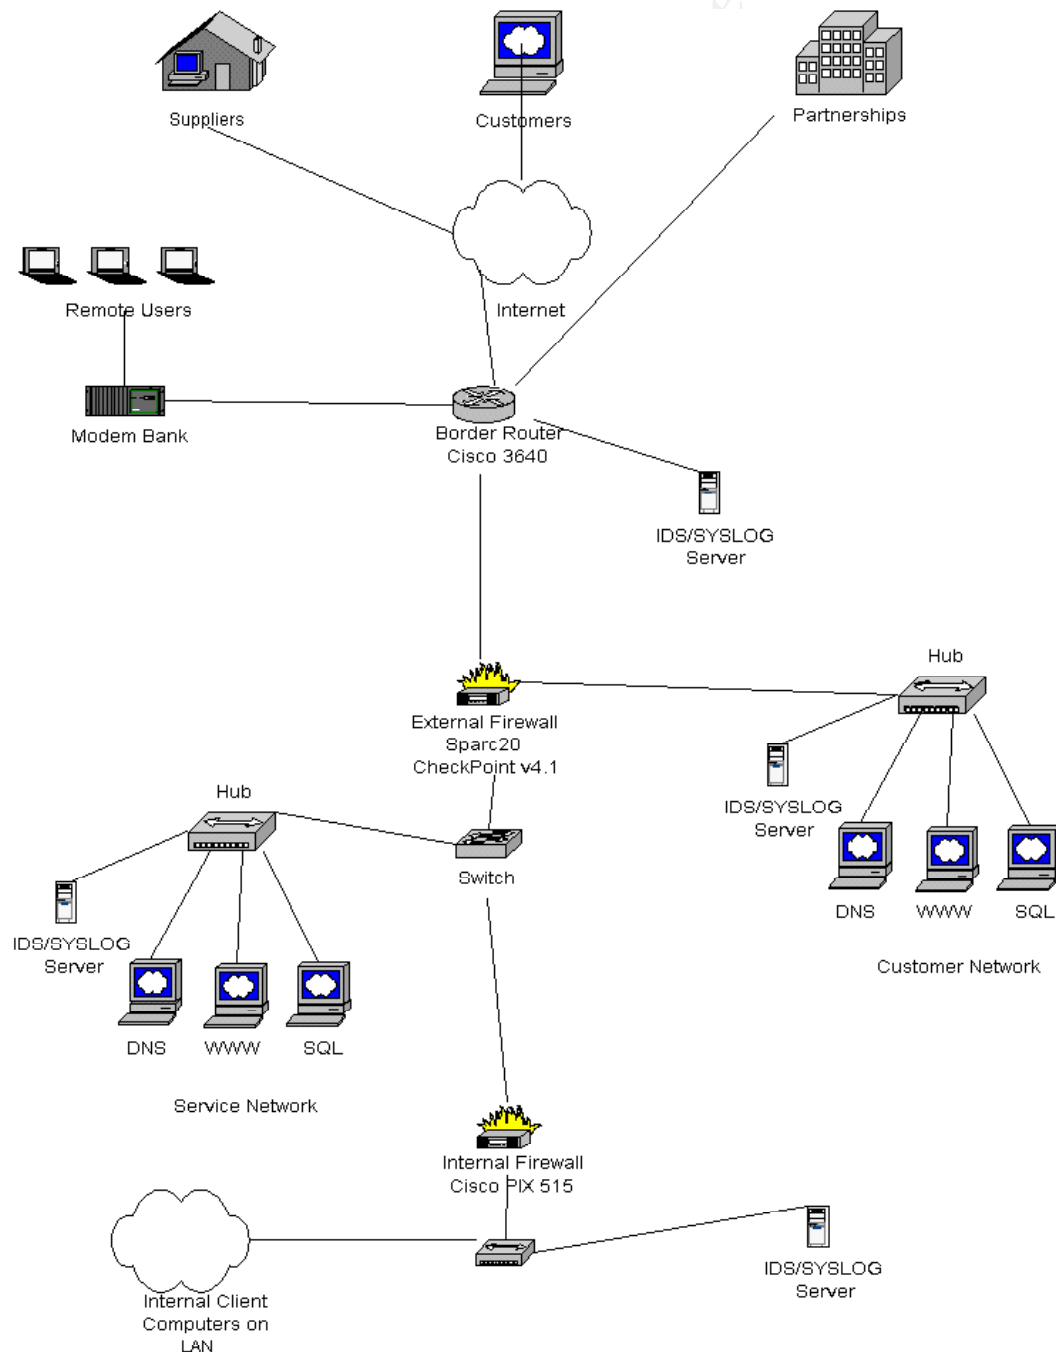 Suppliers
Customers
Partnerships
Remote Users
Internet
Modem Bank
Border Router
Cisco 3640
IDS/SYSLOG
Server
Hub
External Firewall
Sparc20
CheckPoint v4.1
Hub
IDS/SYSLOG
Server
Switch
DNS
WWW
SQL
IDS/SYSLOG
Server
Customer Network
DNS
WWW
SQL
Service Network
Internal Firewall
Cisco PIX 515
IDS/SYSLOG
Server
Internal Client
Computers on
LAN